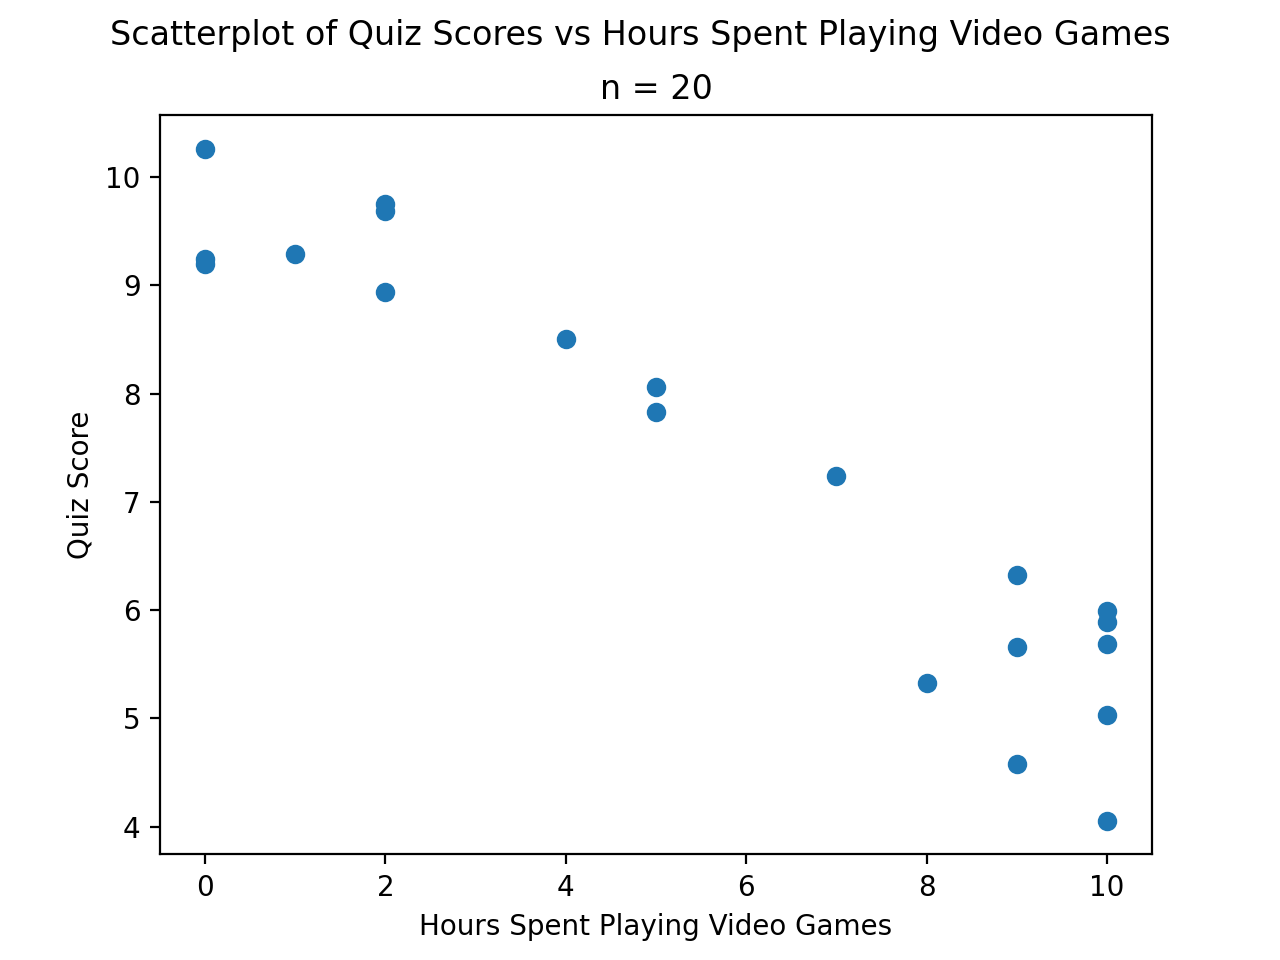 Scatterplot of Quiz Scores vs Hours Spent Playing Video Games
n = 20
10
9
8
7
6
5
4
Quiz Score
0 2 4 6 8 10
Hours Spent Playing Video Games